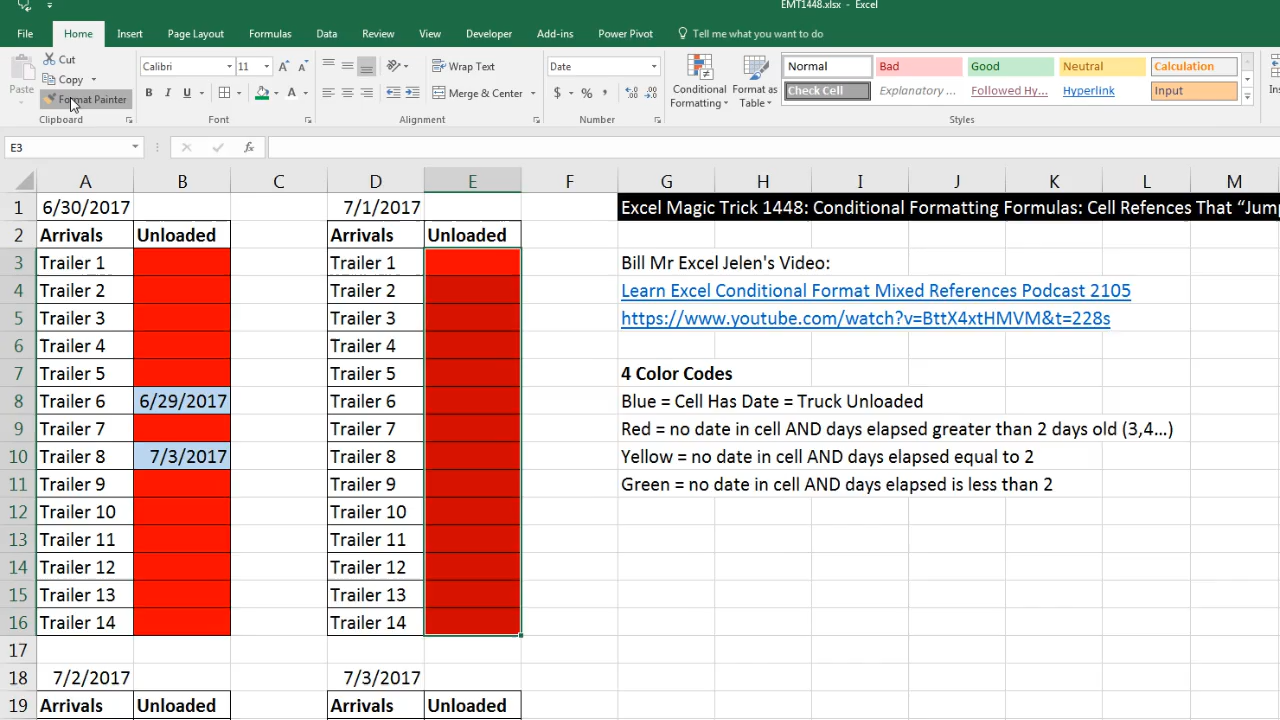 EMT1448.xlsx - Excel
File Home Insert Page Layout Formulas Data Review View Developer Add-ins Power Pivot Tell me what you want to do
Cut
Copy
Format Painter
Paste
Clipboard
Calibri 11
B I U A
Font
Wrap Text
Merge & Center
Alignment
Date
$ % ,
Number
Conditional Formatting
Format as Table
Normal Bad Good Neutral Calculation
Check Cell Explanatory ... Followed Hy... Hyperlink Input
Styles
E3 fx
A B C D E F G H I J K L M
1 6/30/2017 7/1/2017 Excel Magic Trick 1448: Conditional Formatting Formulas: Cell Refences That “Jump
2 Arrivals Unloaded Arrivals Unloaded
3 Trailer 1 Trailer 1 Bill Mr Excel Jelen's Video:
4 Trailer 2 Trailer 2 Learn Excel Conditional Format Mixed References Podcast 2105
5 Trailer 3 Trailer 3 https://www.youtube.com/watch?v=BttX4xtHMVM&t=228s
6 Trailer 4 Trailer 4
7 Trailer 5 Trailer 5 4 Color Codes
8 Trailer 6 6/29/2017 Trailer 6 Blue = Cell Has Date = Truck Unloaded
9 Trailer 7 Trailer 7 Red = no date in cell AND days elapsed greater than 2 days old (3,4...)
10 Trailer 8 7/3/2017 Trailer 8 Yellow = no date in cell AND days elapsed equal to 2
11 Trailer 9 Trailer 9 Green = no date in cell AND days elapsed is less than 2
12 Trailer 10 Trailer 10
13 Trailer 11 Trailer 11
14 Trailer 12 Trailer 12
15 Trailer 13 Trailer 13
16 Trailer 14 Trailer 14
17
18 7/2/2017 7/3/2017
19 Arrivals Unloaded Arrivals Unloaded